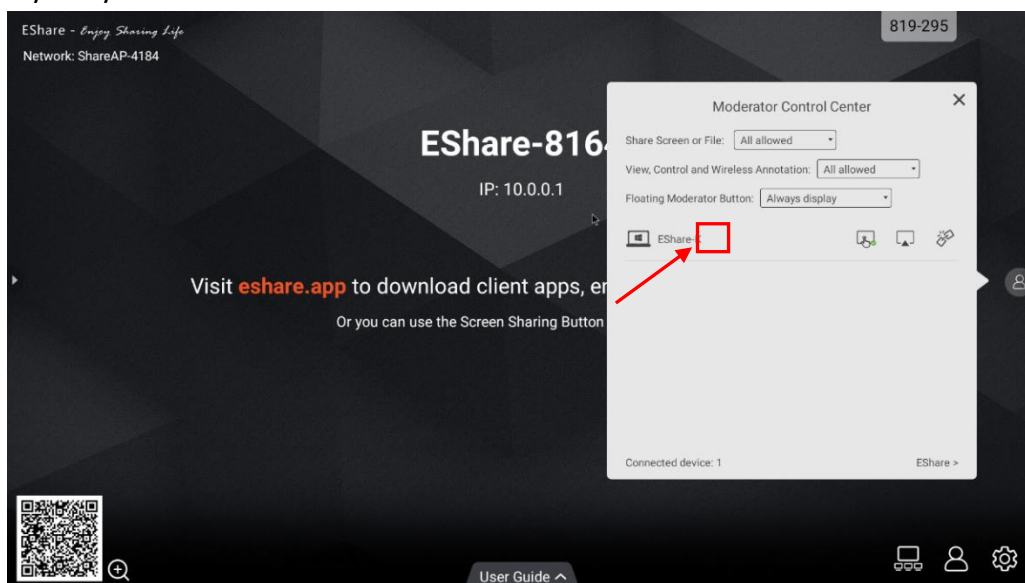 EShare - Enjoy Sharing Life
819-295
Network: ShareAP-4184
Moderator Control Center
Share Screen or File: All allowed
View, Control and Wireless Annotation: All allowed
Floating Moderator Button: Always display
EShare-
Connected device: 1
EShare >
EShare-816
IP: 10.0.0.1
Visit eshare.app to download client apps,
Or you can use the Screen Sharing Button
User Guide